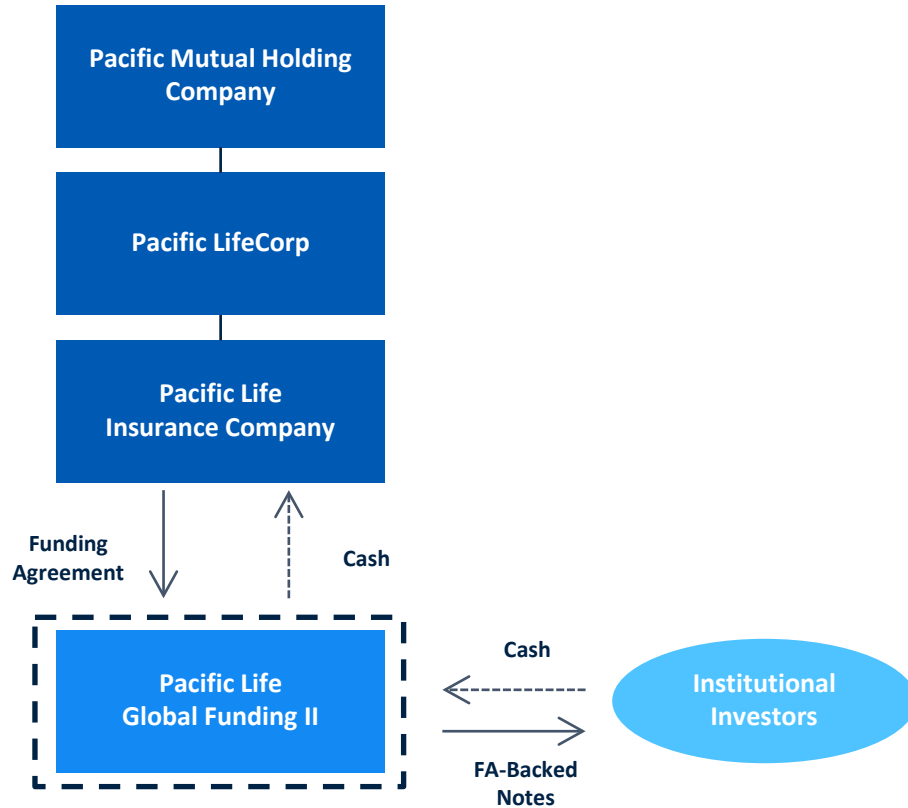 Pacific Mutual Holding
Company
Pacific LifeCorp
Pacific Life
Insurance Company
Funding
Agreement
Cash
Pacific Life
Global Funding II
Cash
Institutional
Investors
FA-Backed
Notes